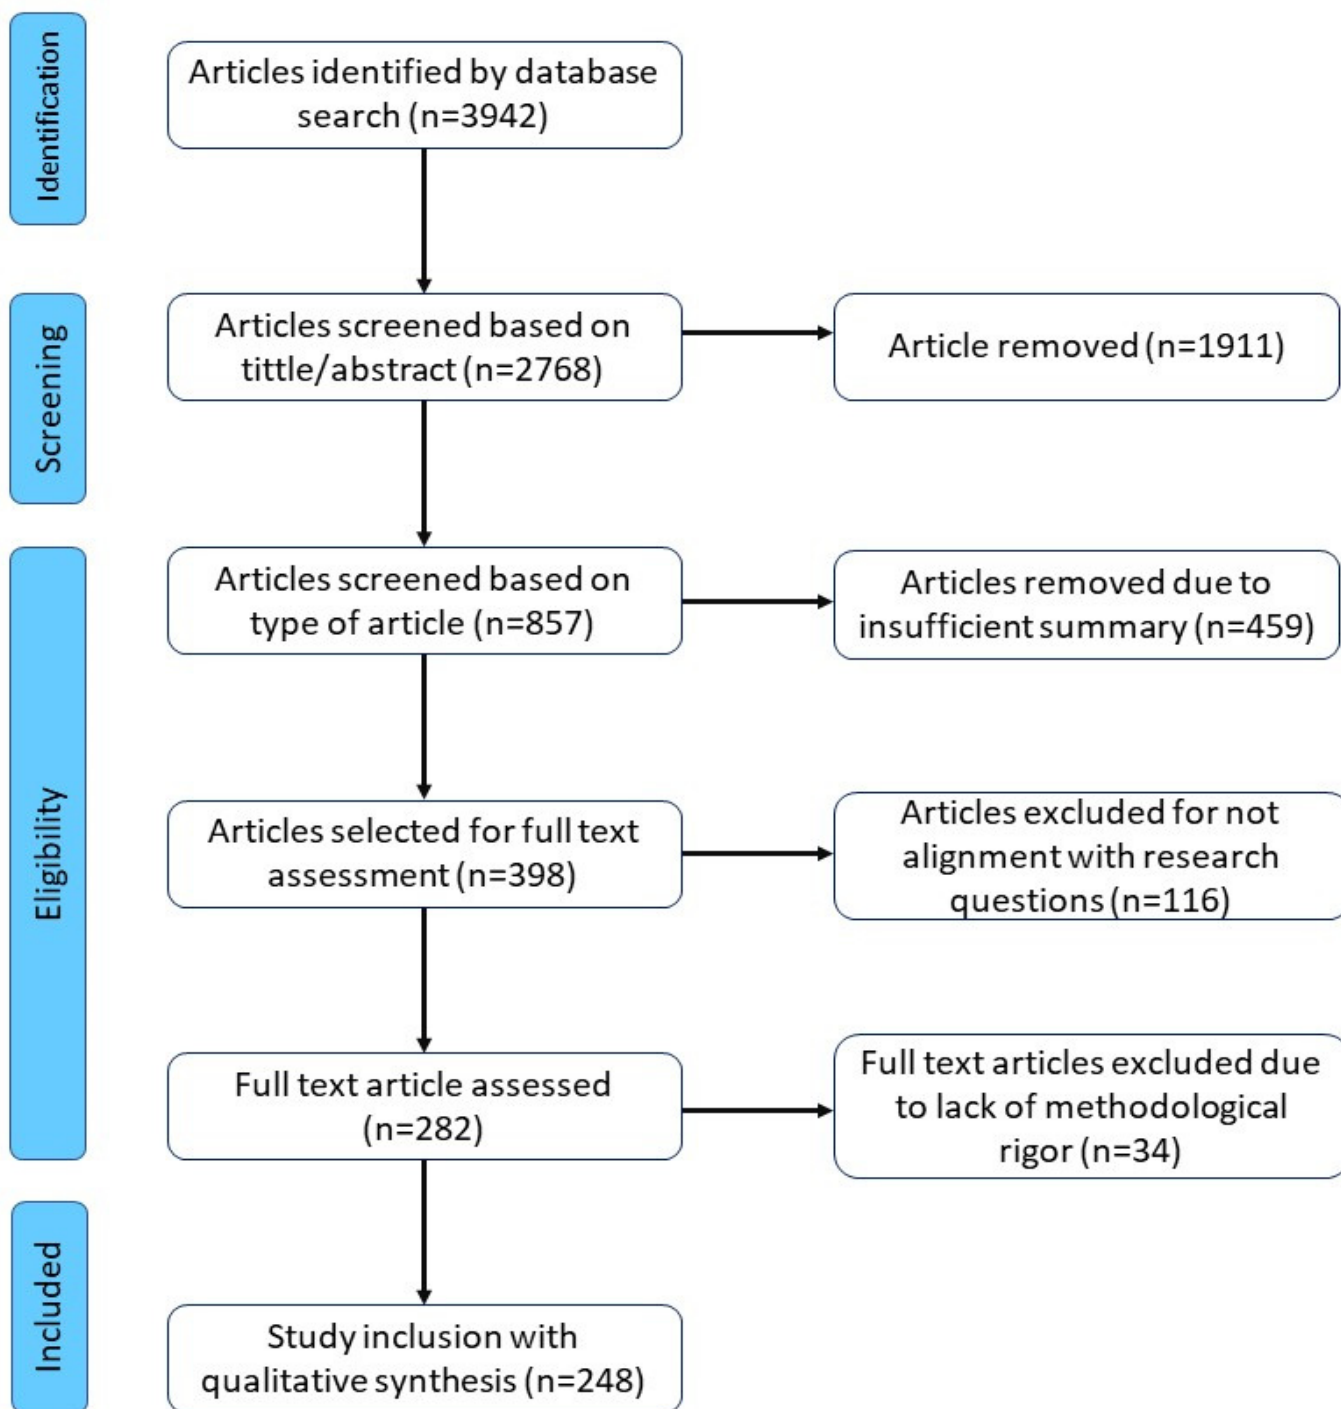 Identification
Articles identified by database
search (n=3942)
Screening
Articles screened based on
tittle/abstract (n=2768)
Article removed (n=1911)
Eligibility
Articles screened based on
type of article (n=857)
Articles removed due to
insufficient summary (n=459)
Articles selected for full text
assessment (n=398)
Articles excluded for not
alignment with research
questions (n=116)
Full text article assessed
(n=282)
Full text articles excluded due
to lack of methodological
rigor (n=34)
Included
Study inclusion with
qualitative synthesis (n=248)